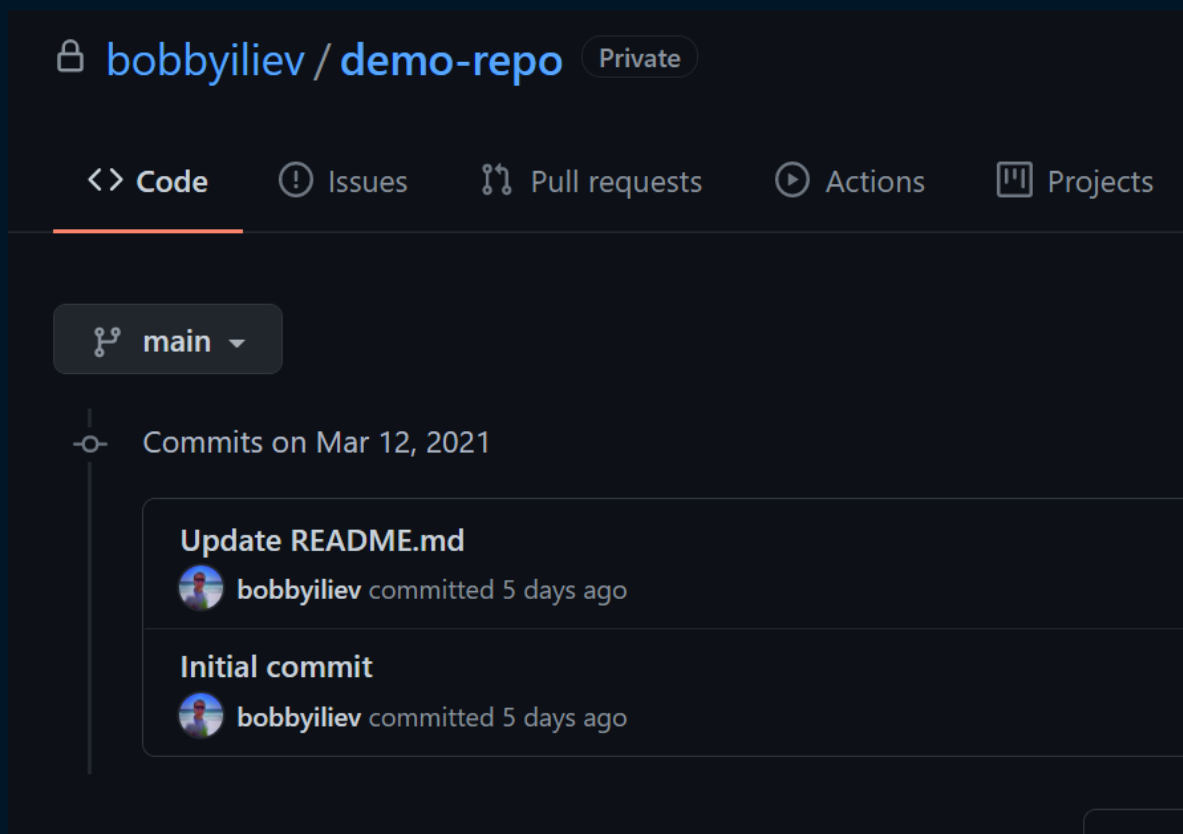 bobbyiliev / demo-repo Private
Code Issues Pull requests Actions Projects
main
Commits on Mar 12, 2021
Update README.md
bobbyiliev committed 5 days ago
Initial commit
bobbyiliev committed 5 days ago